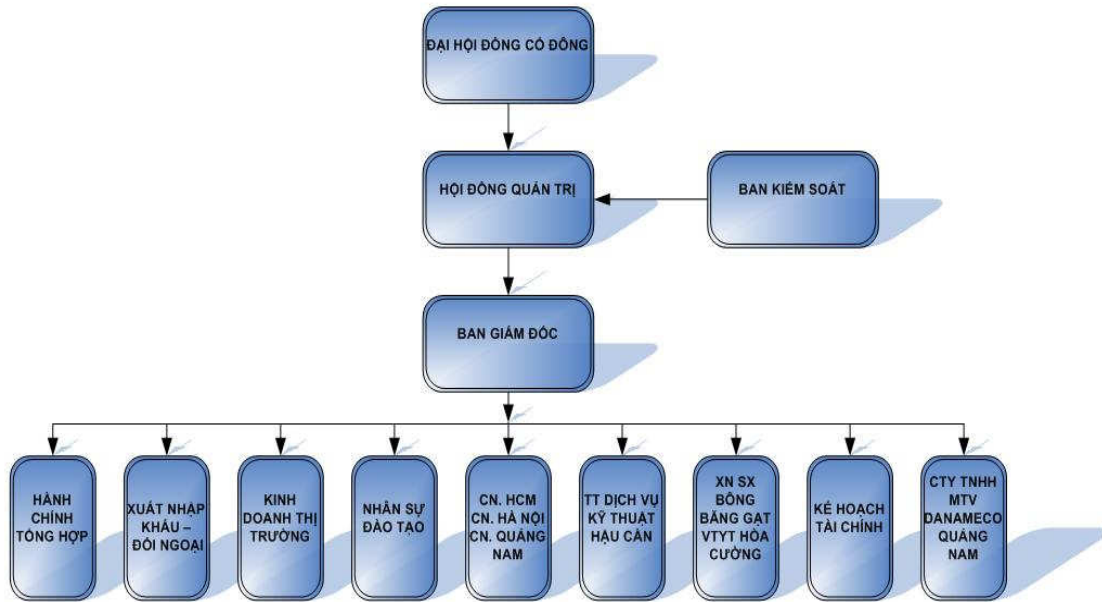 ĐẠI HỘI ĐỒNG CỔ ĐÔNG
HỘI ĐỒNG QUẢN TRỊ
BAN KIỂM SOÁT
BAN GIÁM ĐỐC
HÀNH
CHÍNH
TỔNG HỢP
XUẤT NHẬP
KHẨU –
ĐỐI NGOẠI
KINH
DOANH THỊ
TRƯỜNG
NHÂN SỰ
ĐÀO TẠO
CN. HCM
CN. HÀ NỘI
CN. QUẢNG
NAM
TT DỊCH VỤ
KỸ THUẬT
HẬU CẦN
XN SX
BÔNG
BĂNG GẠT
VTYT HÒA
CƯỜNG
KẾ HOẠCH
TÀI CHÍNH
CTY TNHH
MTV
DANAMECO
QUẢNG
NAM